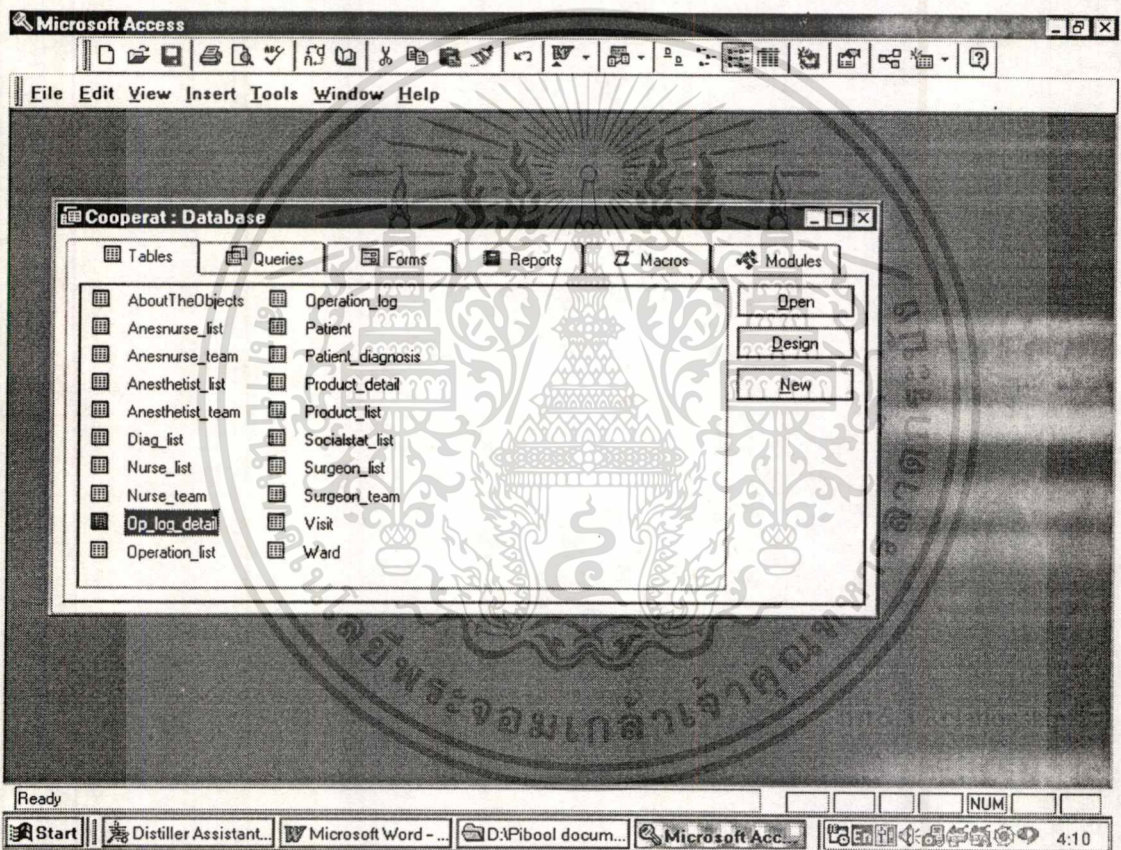 Microsoft Access
File Edit View Insert Tools Window Help
Cooperat : Database
Tables Queries Forms Reports Macros Modules
AboutTheObjects
Anesnurse_list
Anesnurse_team
Anesthetist_list
Anesthetist_team
Diag_list
Nurse_list
Nurse_team
Op_log_detail
Operation_list
Operation_log
Patient
Patient_diagnosis
Product_detail
Product_list
Socialstat_list
Surgeon_list
Surgeon_team
Visit
Ward
Open
Design
New
Ready
NUM
Start Distiller Assistant... Microsoft Word - ... D:\Pibool docum... Microsoft Acc... En 4:10